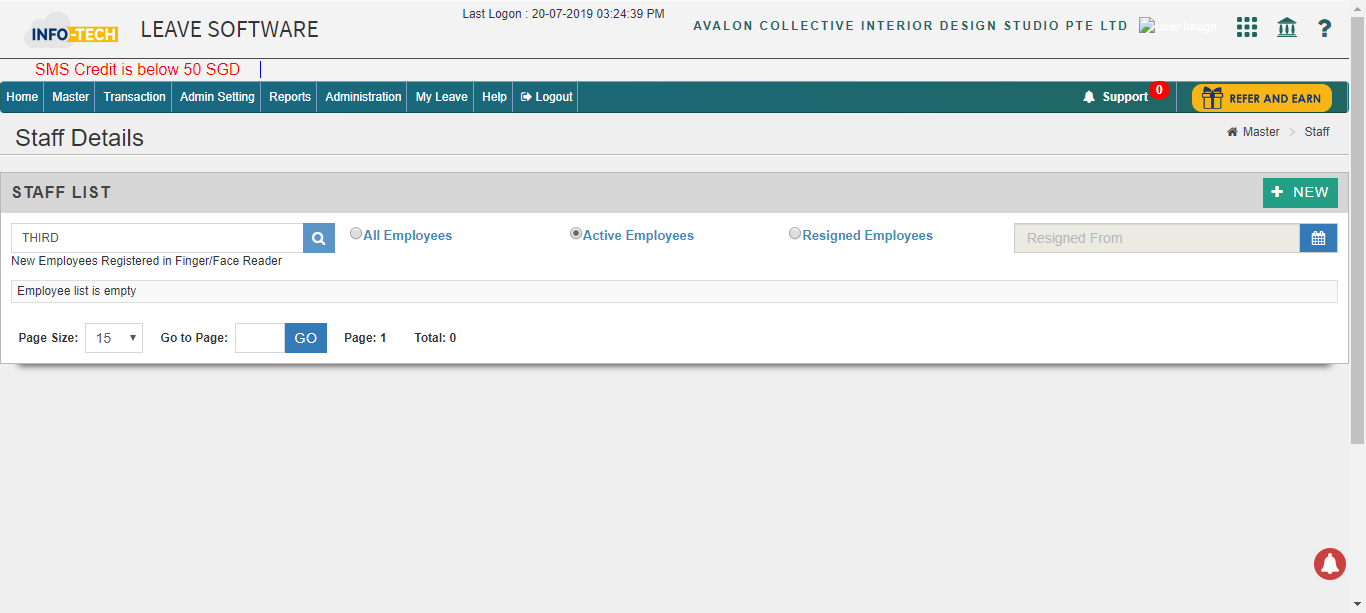 Last Logon : 20-07-2019 03:24:39 PM
INFO-TECH LEAVE SOFTWARE
AVALON COLLECTIVE INTERIOR DESIGN STUDIO PTE LTD User Image ?
SMS Credit is below 50 SGD
Home Master Transaction Admin Setting Reports Administration My Leave Help Logout Support 0 REFER AND EARN
Staff Details
Master > Staff
STAFF LIST
+ NEW
THIRD All Employees Active Employees Resigned Employees Resigned From
New Employees Registered in Finger/Face Reader
Employee list is empty
Page Size: 15 Go to Page: GO Page: 1 Total: 0